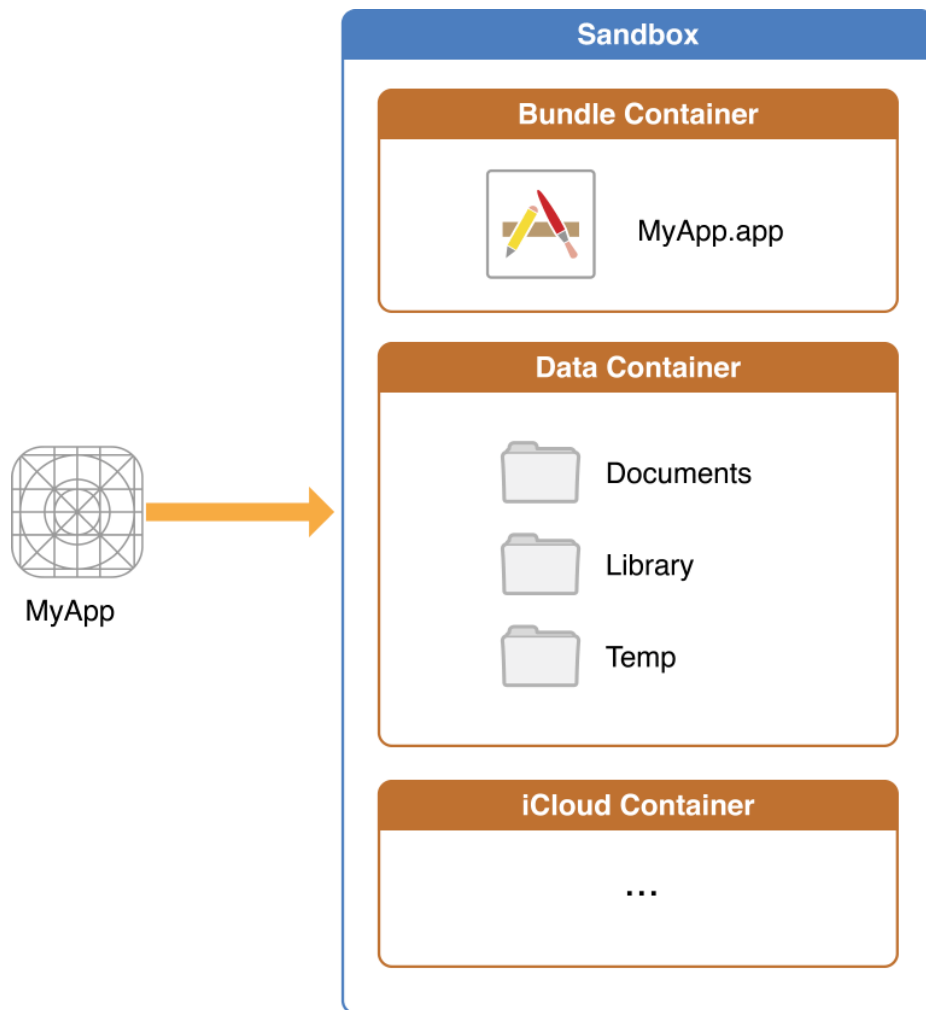 Sandbox
Bundle Container
MyApp.app
Data Container
Documents
Library
Temp
MyApp
iCloud Container
...